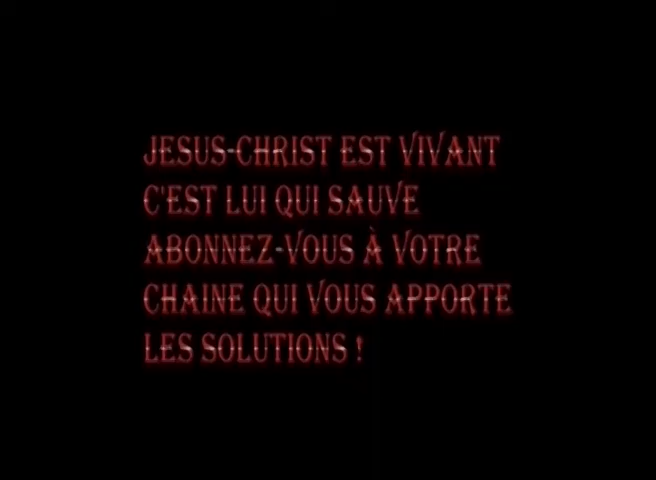 JESUS-CHRIST EST VIVANT
C'EST LUI QUI SAUVE
ABONNEZ-VOUS À VOTRE
CHAINE QUI VOUS APPORTE
LES SOLUTIONS !